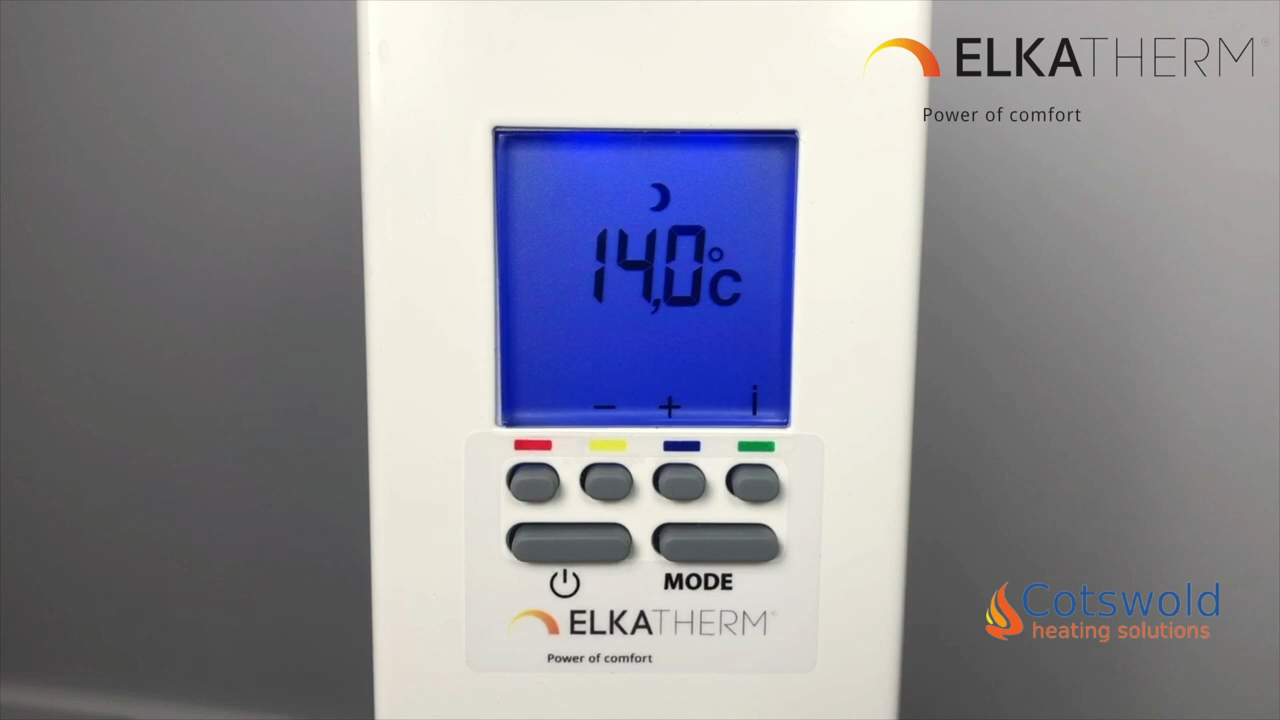 ELKATHERM®
Power of comfort
14,0°C
− + i
MODE
ELKATHERM®
Power of comfort
Cotswold
heating solutions